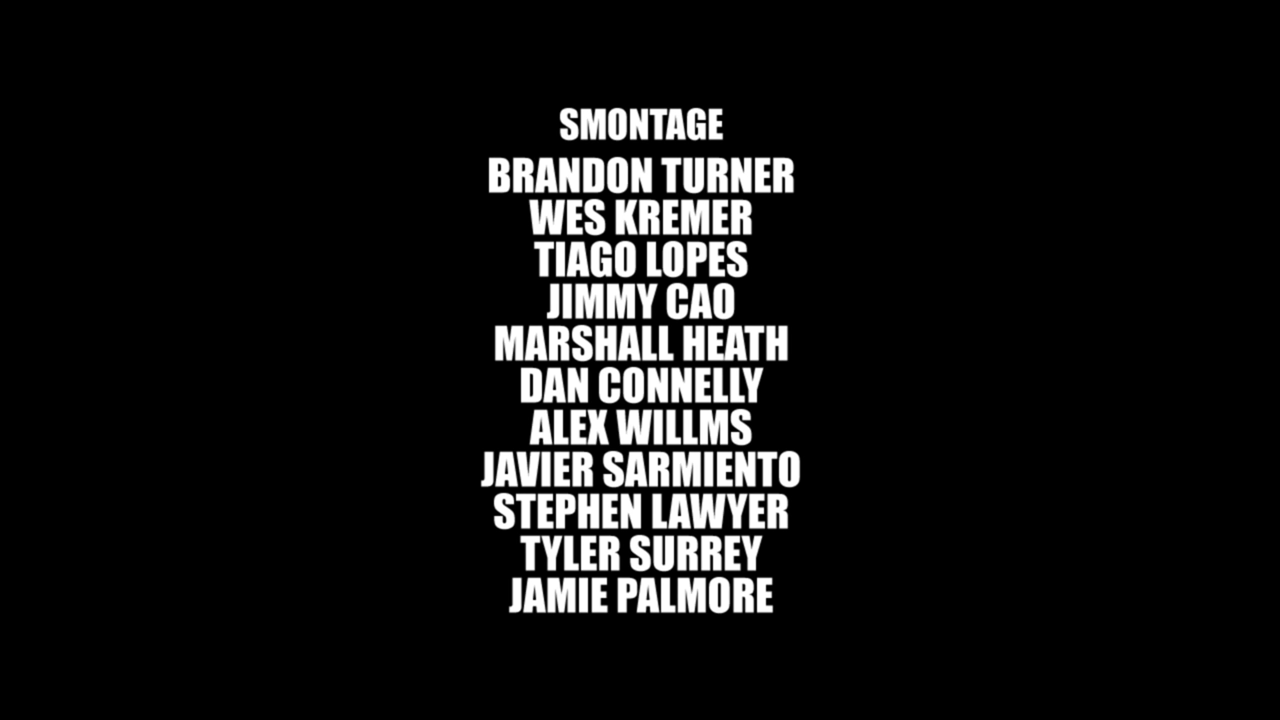 SMONTAGE
BRANDON TURNER
WES KREMER
TIAGO LOPES
JIMMY CAO
MARSHALL HEATH
DAN CONNELLY
ALEX WILLMS
JAVIER SARMIENTO
STEPHEN LAWYER
TYLER SURREY
JAMIE PALMORE